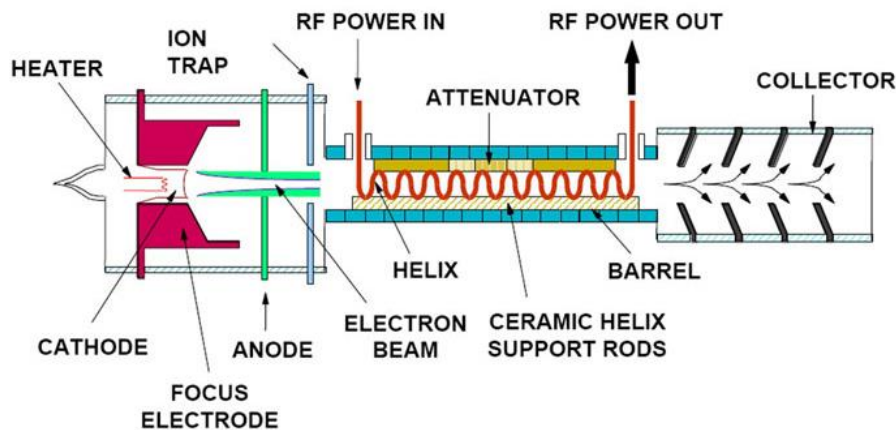 RF POWER IN
RF POWER OUT
ION
TRAP
HEATER
COLLECTOR
ATTENUATOR
HELIX
BARREL
CATHODE
ANODE
ELECTRON
BEAM
CERAMIC HELIX
SUPPORT RODS
FOCUS
ELECTRODE